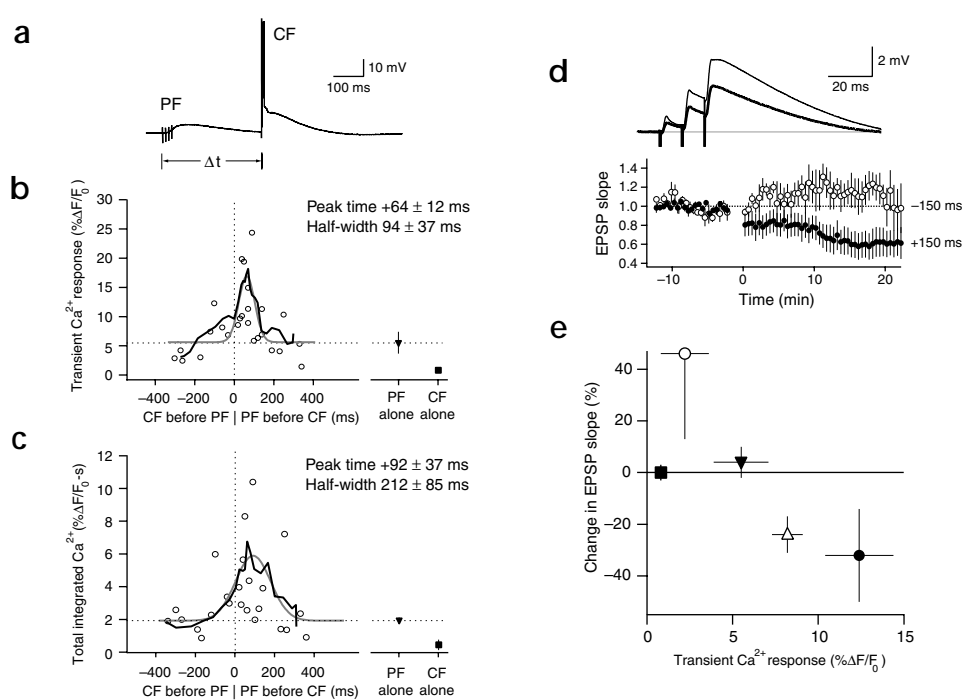 a
CF
PF
10 mV
100 ms
Δt
b
Transient Ca2+ response (%ΔF/F0)
30
25
20
15
10
5
0
Peak time +64 ± 12 ms
Half-width 94 ± 37 ms
−400 −200 0 200 400
CF before PF | PF before CF (ms)
PF alone
CF alone
c
Total integrated Ca2+(%ΔF/F0-s)
12
10
8
6
4
2
0
Peak time +92 ± 37 ms
Half-width 212 ± 85 ms
−400 −200 0 200 400
CF before PF | PF before CF (ms)
PF alone
CF alone
d
2 mV
20 ms
EPSP slope
1.4
1.2
1.0
0.8
0.6
0.4
−150 ms
+150 ms
−10 0 10 20
Time (min)
e
Change in EPSP slope (%)
40
20
0
−20
−40
0 5 10 15
Transient Ca2+ response (%ΔF/F0)